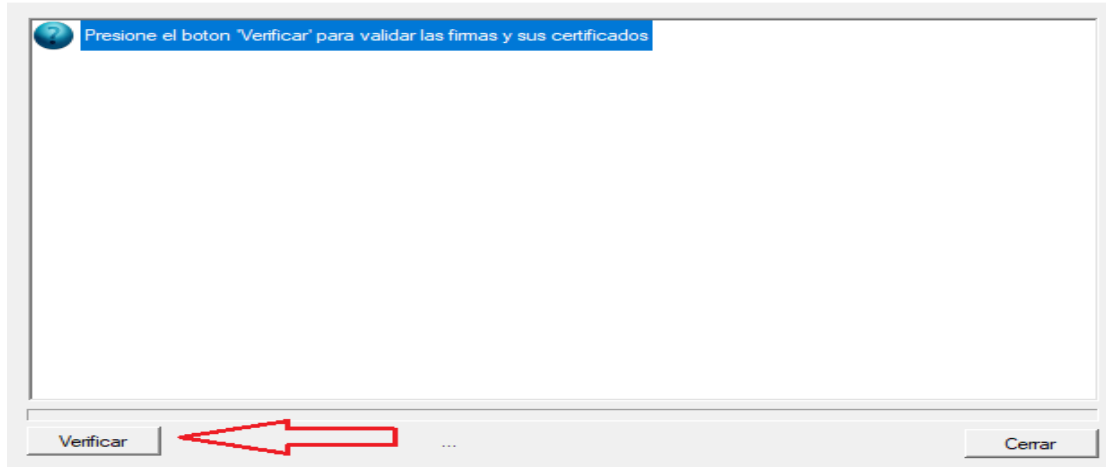 Presione el boton 'Verificar' para validar las firmas y sus certificados
Verificar
...
Cerrar